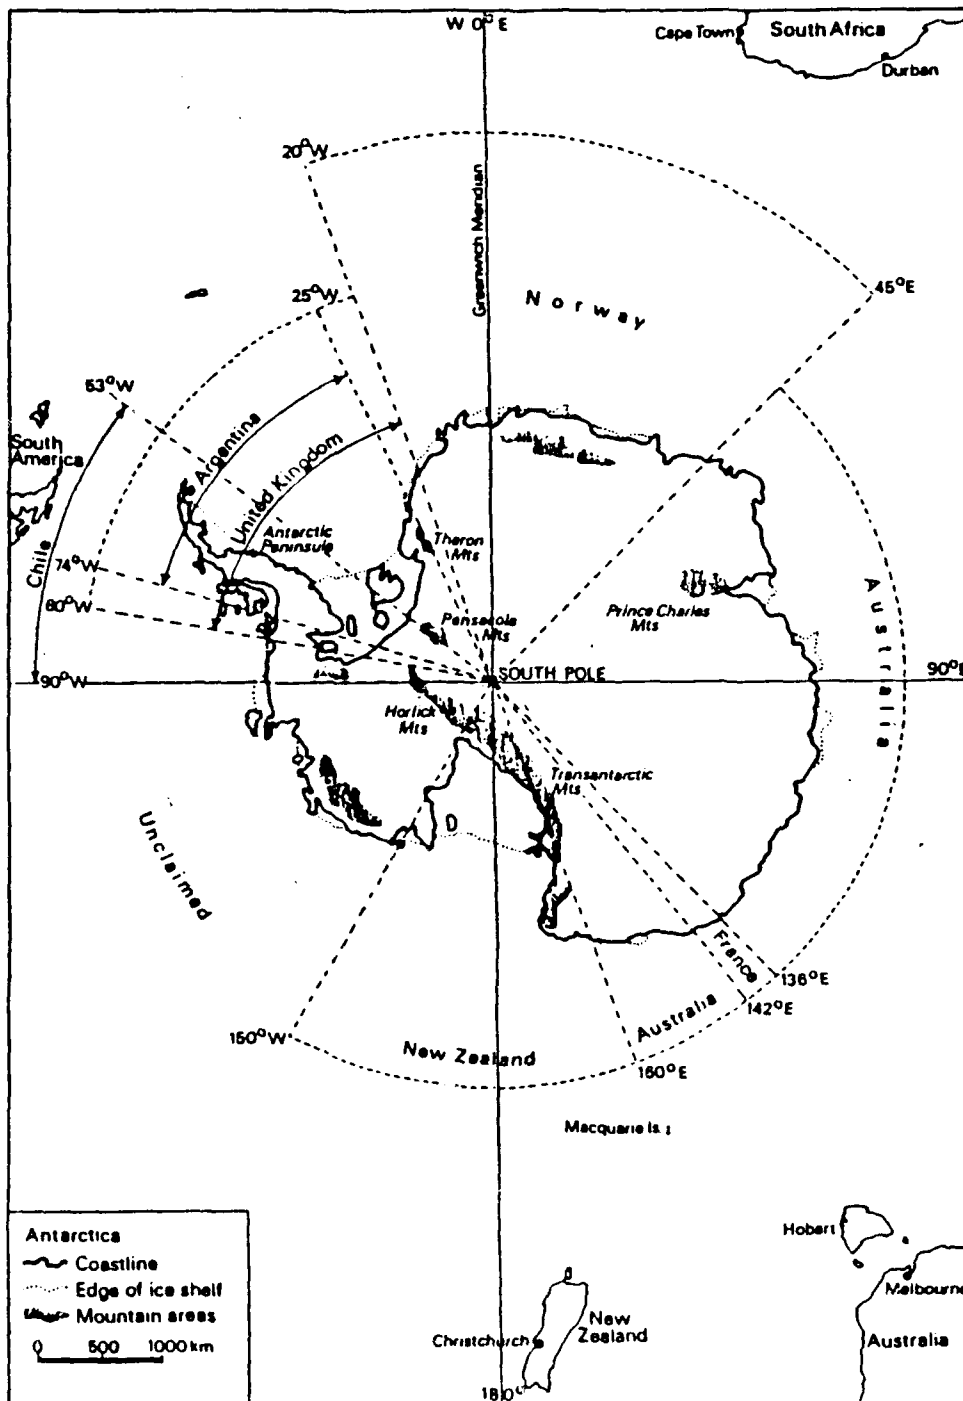 W 0° E
Cape Town
South Africa
Durban
20°W
Greenwich Meridian
45°E
25°W
Norway
53°W
South
America
Argentina
United Kingdom
Antarctic
Peninsula
Theron
Mts
Chile
74°W
80°W
Pensacola
Mts
Prince Charles
Mts
Australia
90°W
SOUTH POLE
90°E
Horlick
Mts
Transantarctic
Mts
Unclaimed
France
136°E
142°E
Australia
150°W
New Zealand
160°E
Macquarie Is.
Antarctica
Coastline
Edge of ice shelf
Mountain areas
0 500 1000 km
Hobart
Melbourne
Australia
New
Zealand
Christchurch
180°